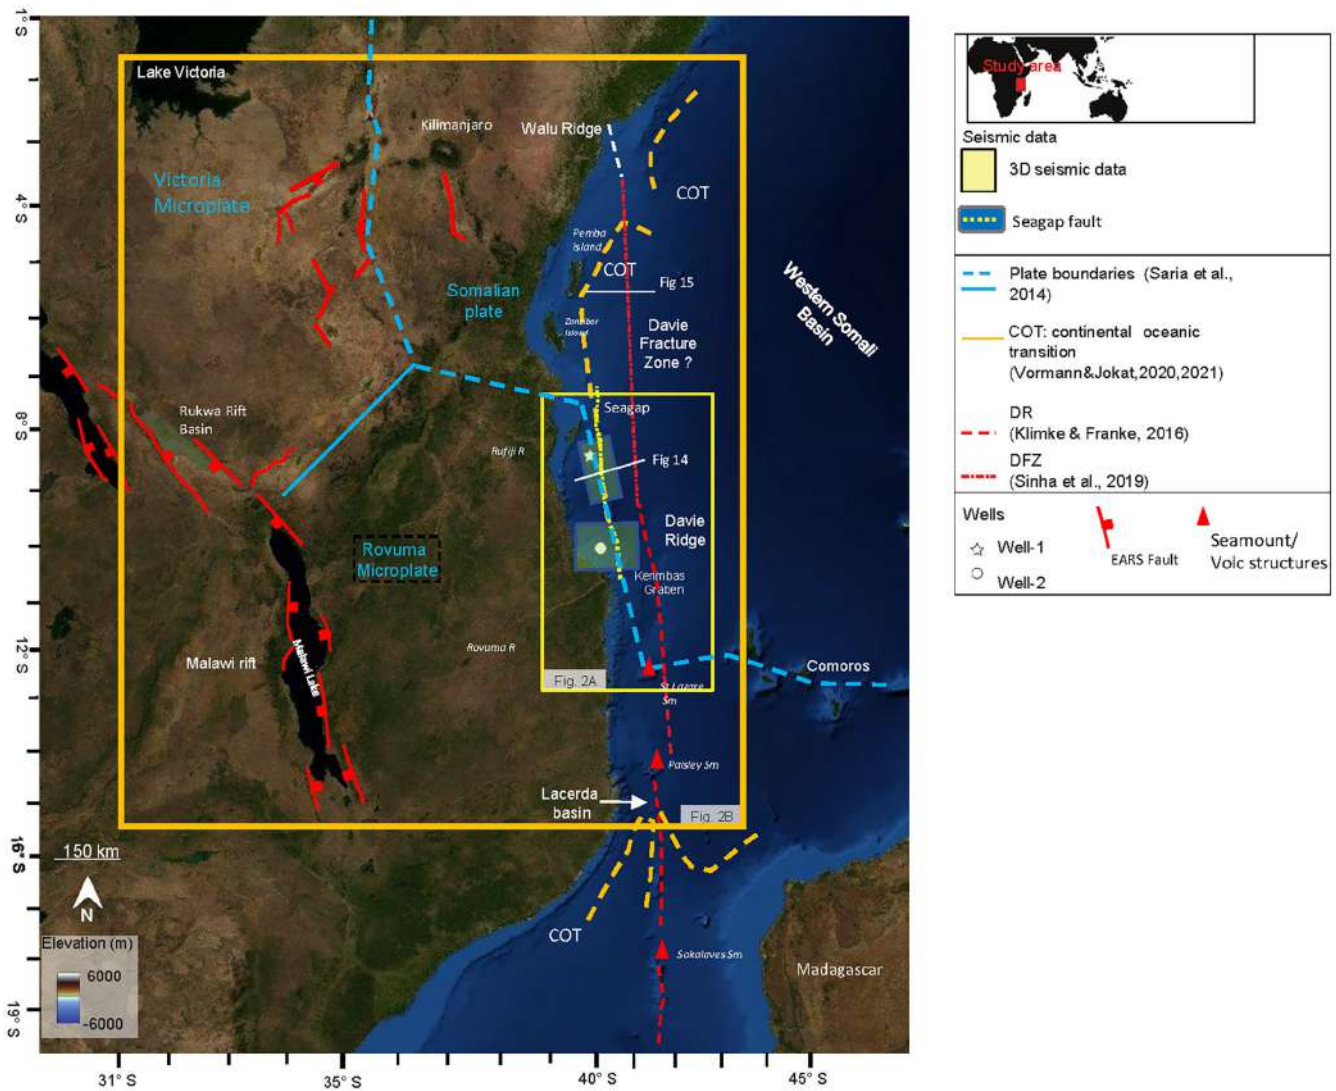 1° S
4° S
8° S
12° S
16° S
19° S
31° S
35° S
40° S
45° S
Lake Victoria
Kilimanjaro
Walu Ridge
Victoria
Microplate
COT
Pemba
Island
COT
Fig 15
Somalian
plate
Zanzibar
Island
Davie
Fracture
Zone ?
Western Somali
Basin
Rukwa Rift
Basin
Seagap
Rufiji R
Fig 14
Davie
Ridge
Rovuma
Microplate
Kerimbas
Graben
Malawi rift
Malawi Lake
Rovuma R
Fig. 2A
St Lazare
Sm
Comoros
Paisley Sm
Lacerda
basin
Fig. 2B
150 km
N
COT
Sakalaves Sm
Madagascar
Elevation (m)
6000
-6000
Study area
Seismic data
3D seismic data
Seagap fault
Plate boundaries (Saria et al.,
2014)
COT: continental oceanic
transition
(Vormann&Jokat,2020,2021)
DR
(Klimke & Franke, 2016)
DFZ
(Sinha et al., 2019)
Wells
Well-1
Well-2
EARS Fault
Seamount/
Volc structures